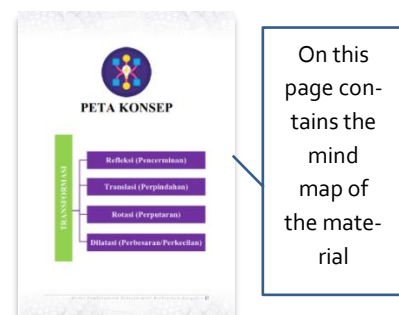 PETA KONSEP
TRANSFORMASI
Refleksi (Pencerminan)
Translasi (Perpindahan)
Rotasi (Perputaran)
Dilatasi (Perbesaran/Perkecilan)
On this
page con-
tains the
mind
map of
the mate-
rial